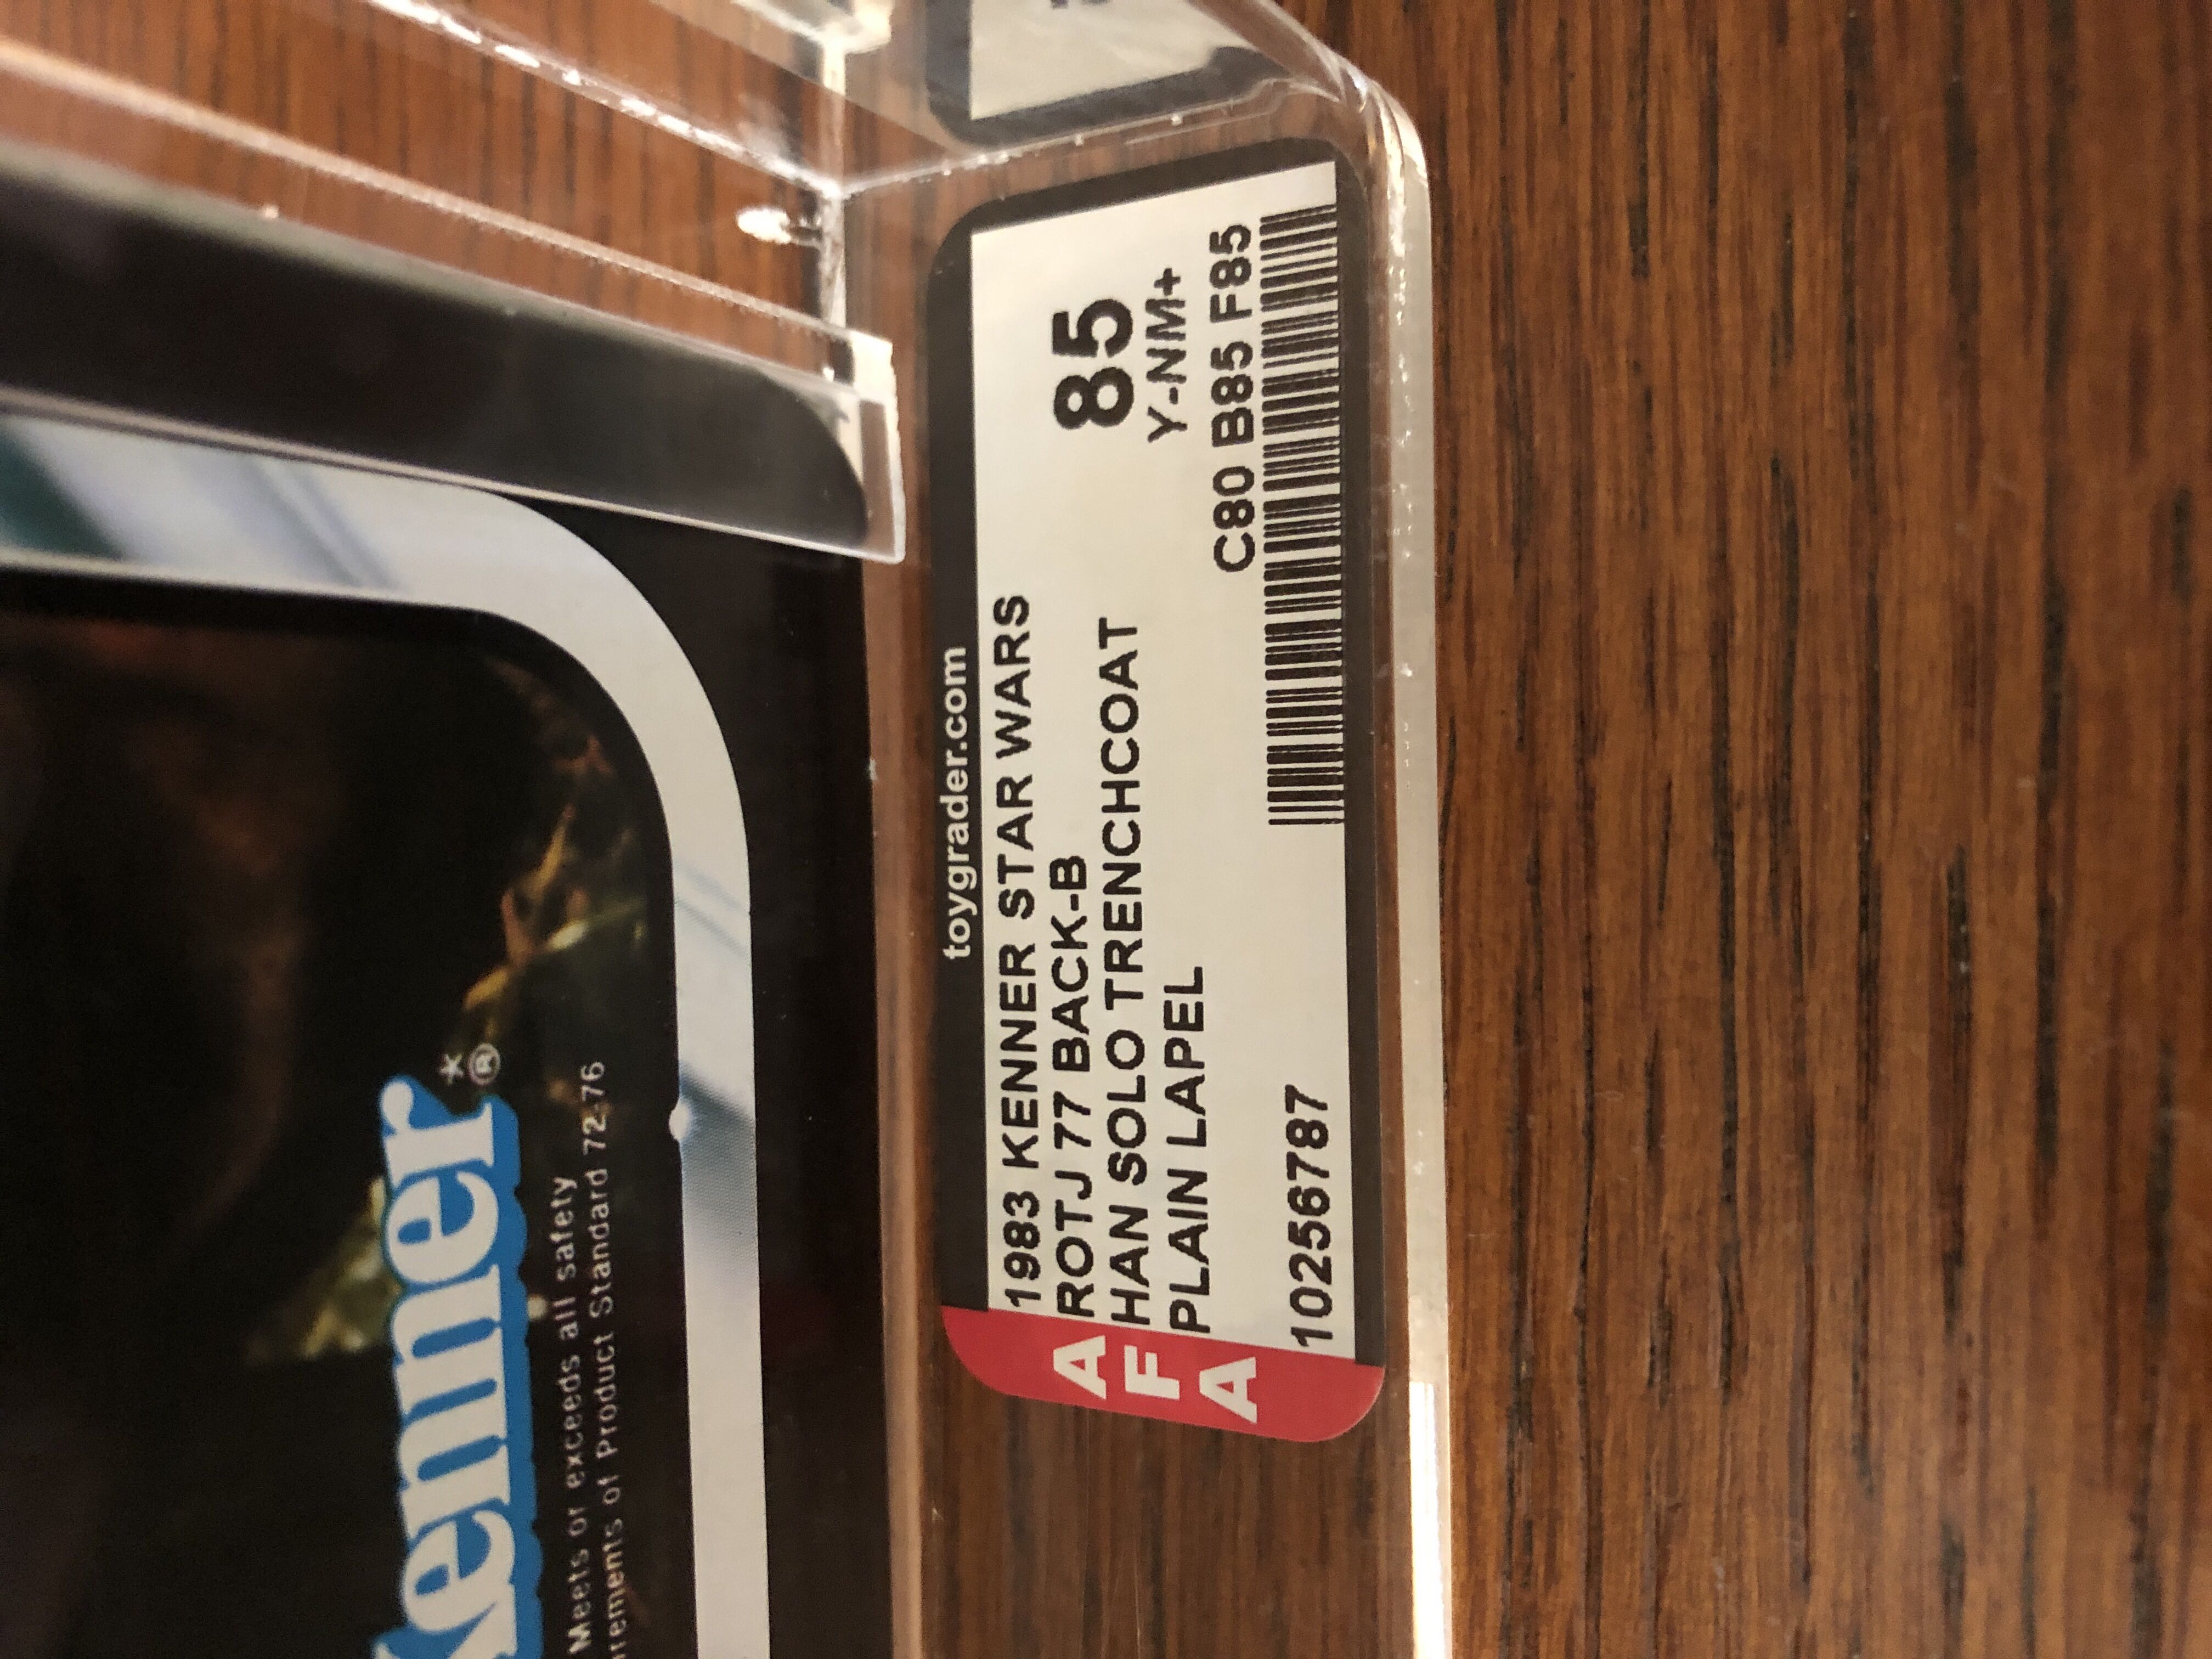 Kenner*®
Meets or exceeds all safety
of Product Standard 72-76
toygrader.com
AFA
1983 KENNER STAR WARS
ROTJ 77 BACK-B
HAN SOLO TRENCHCOAT
PLAIN LAPEL
85
Y-NM+
C80 B85 F85
10256787